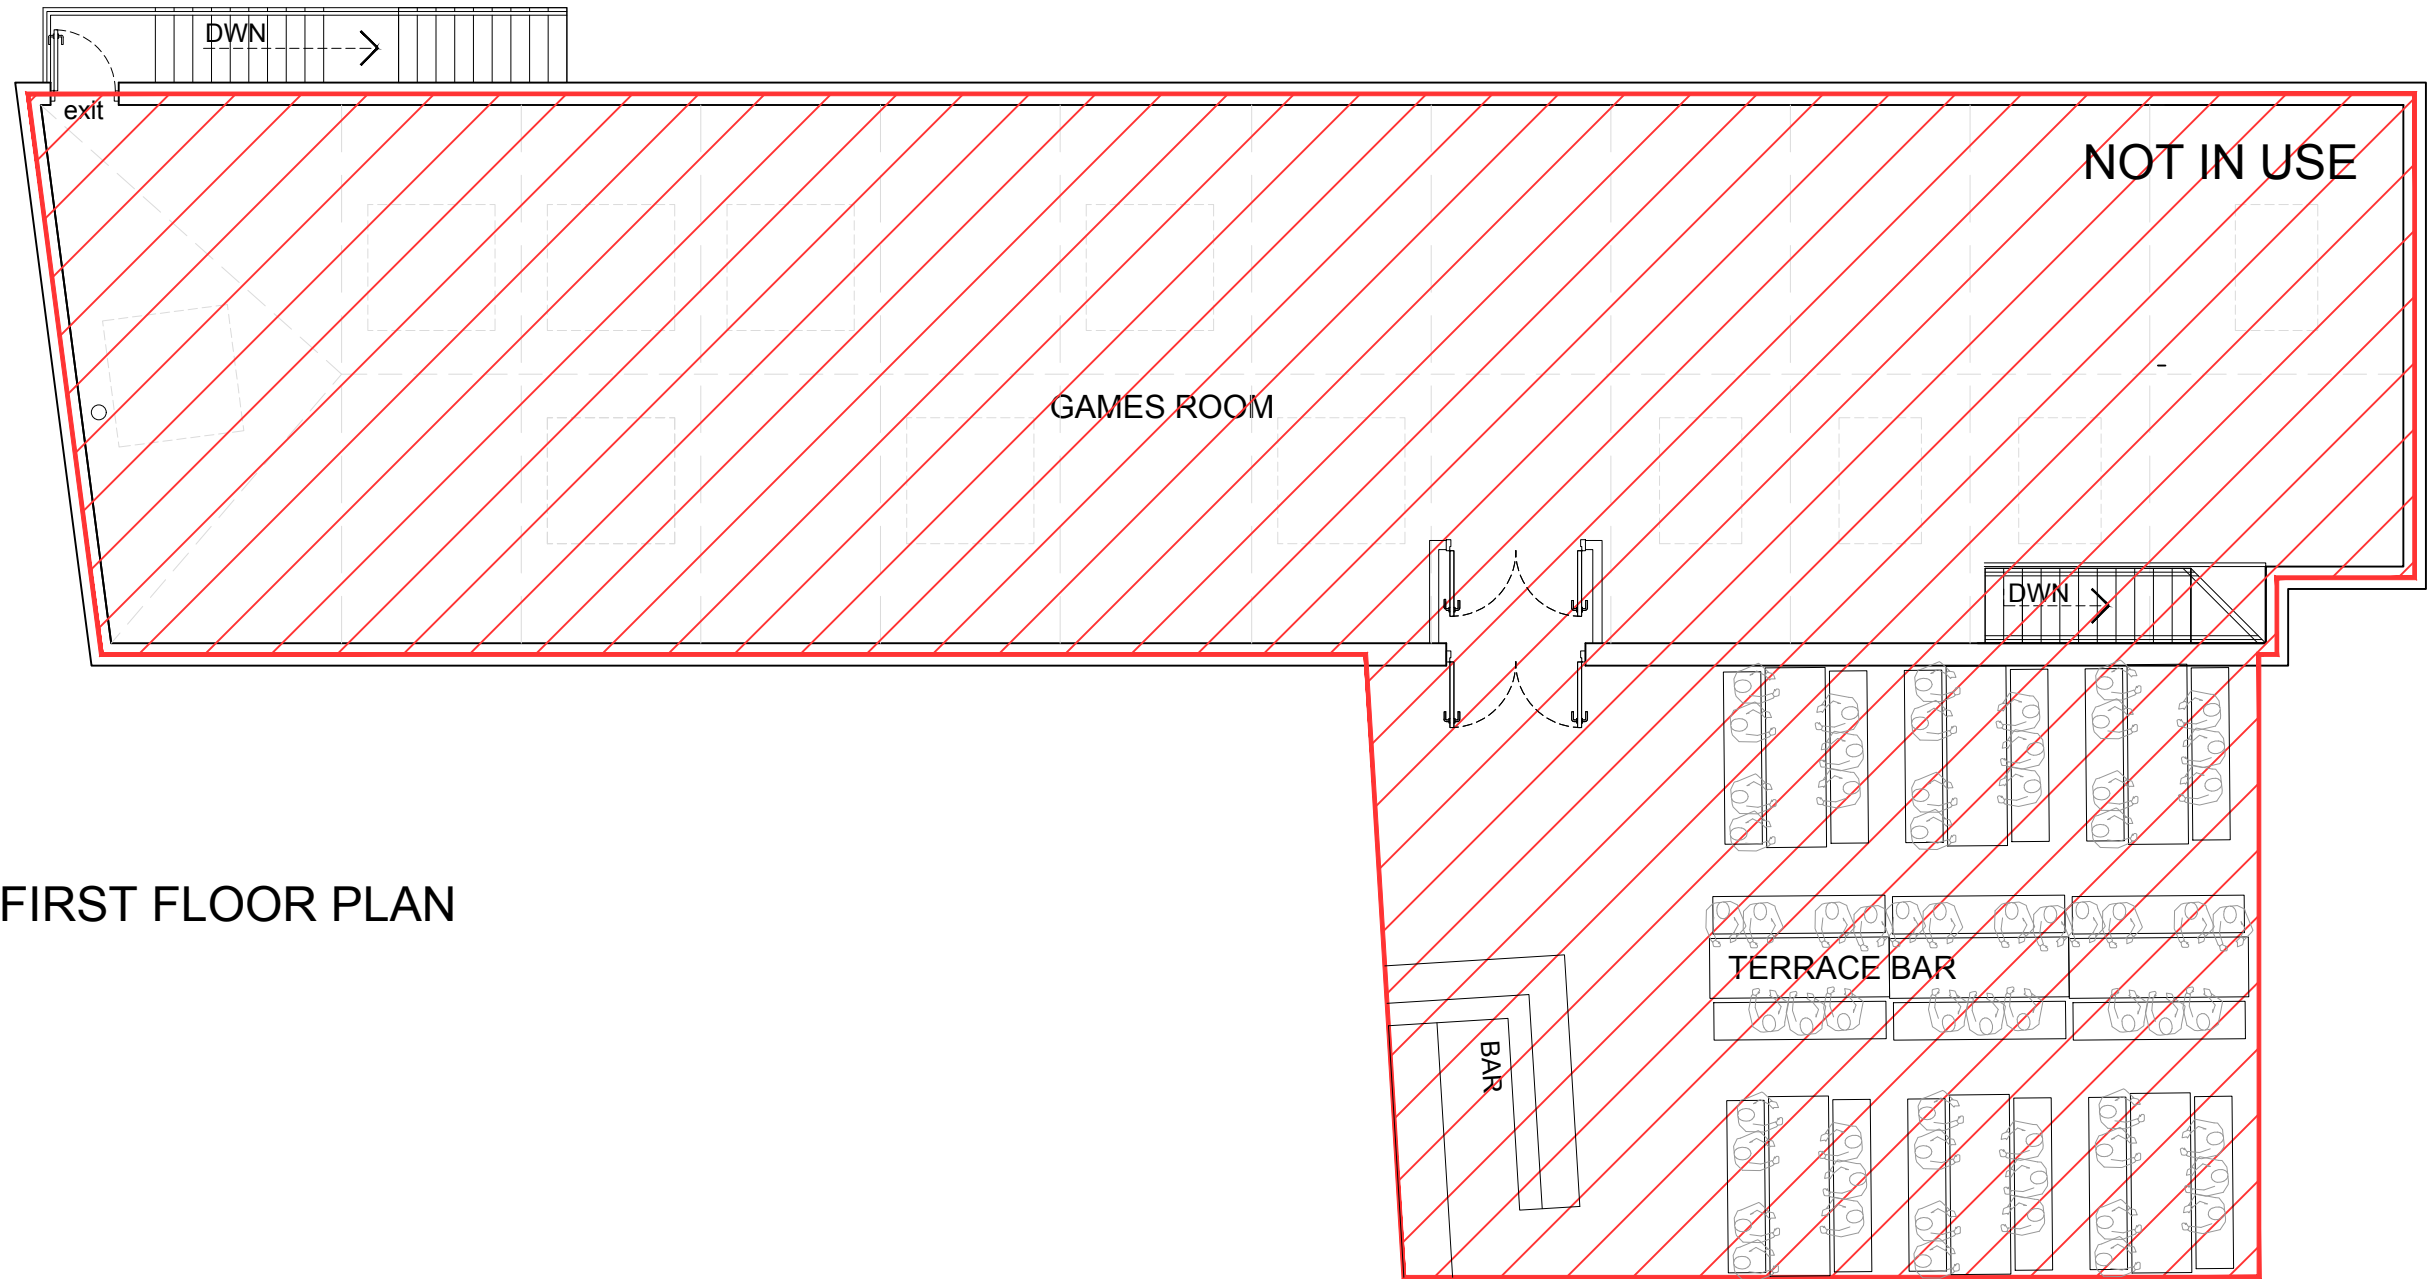 DWN
exit
NOT IN USE
GAMES ROOM
DWN
FIRST FLOOR PLAN
TERRACE BAR
BAR